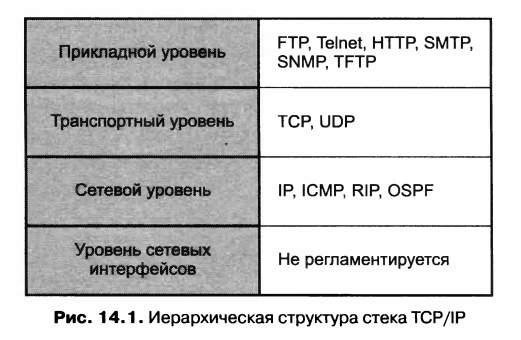 Прикладной уровень
FTP, Telnet, HTTP, SMTP,
SNMP, TFTP
Транспортный уровень
TCP, UDP
Сетевой уровень
IP, ICMP, RIP, OSPF
Уровень сетевых
интерфейсов
Не регламентируется
Рис. 14.1. Иерархическая структура стека TCP/IP